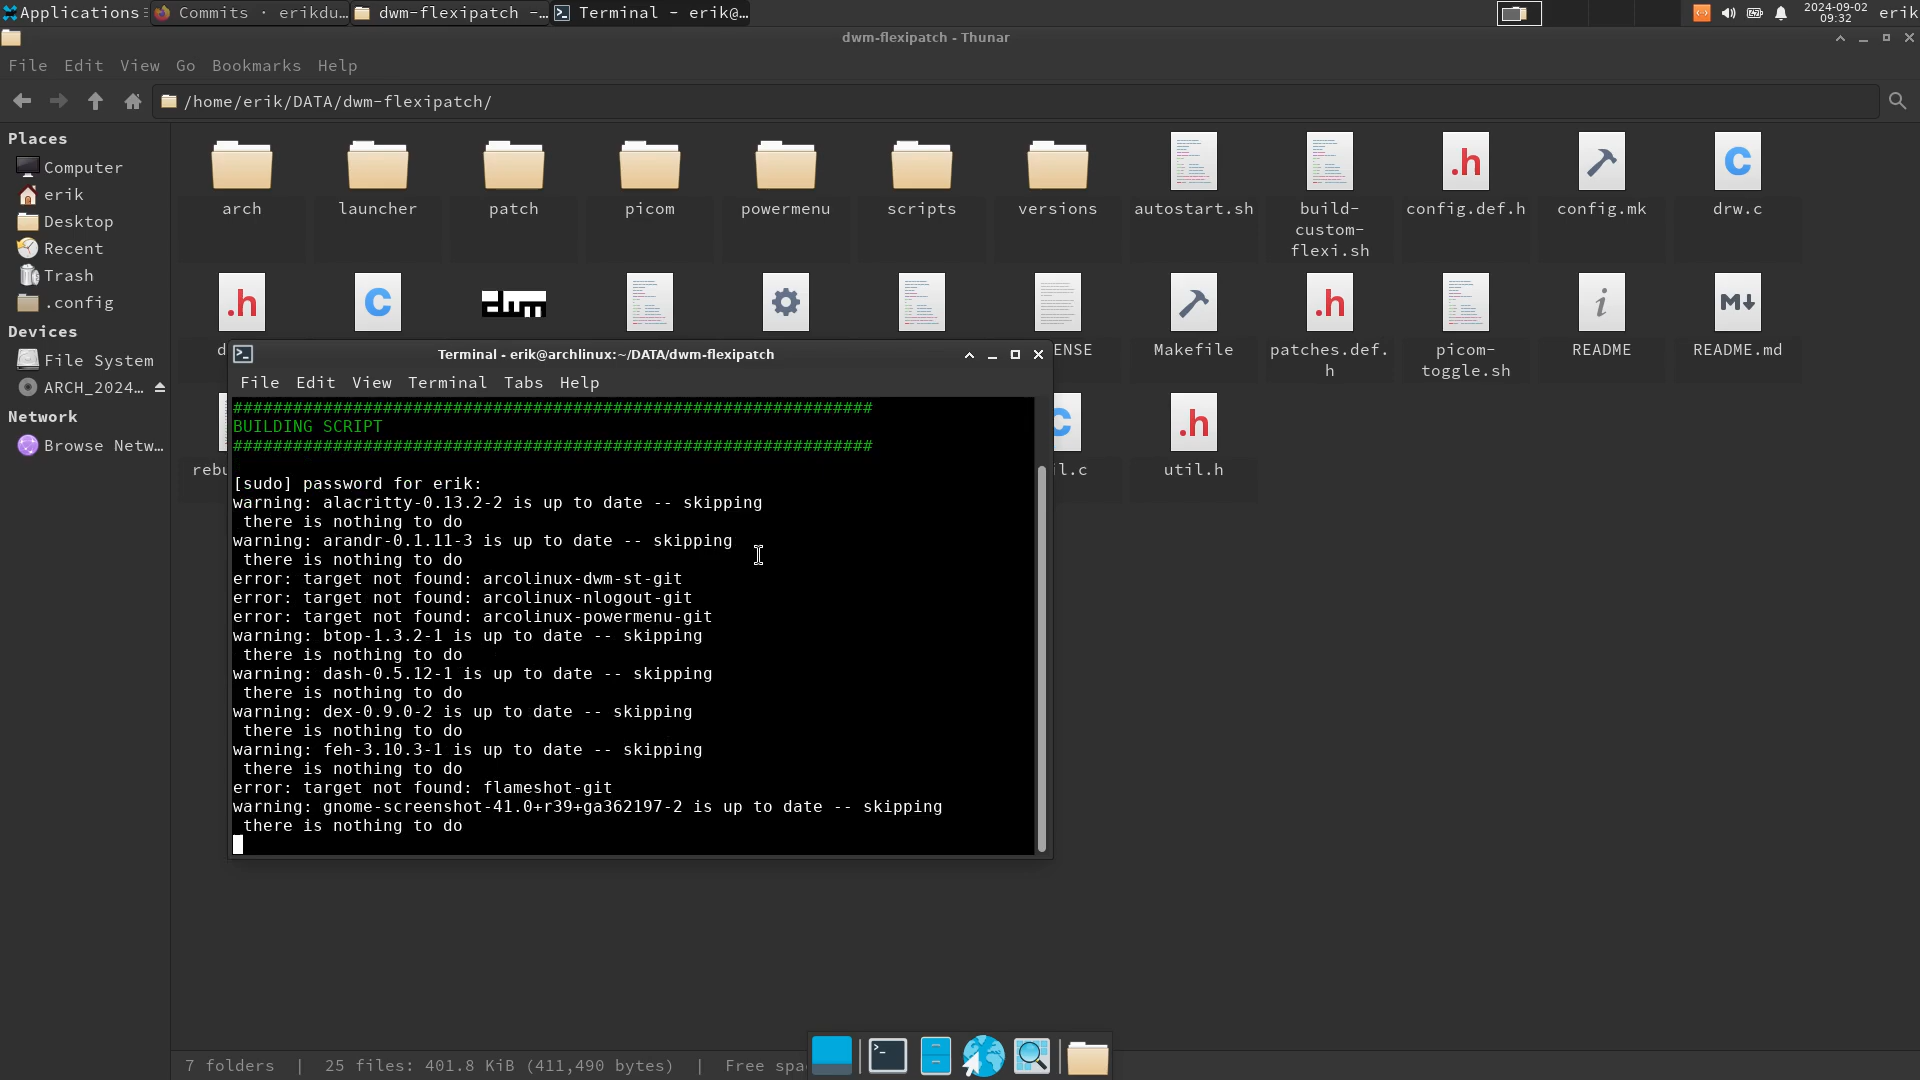 Applications
Commits · erikdu...
dwm-flexipatch -...
Terminal - erik@...
2024-09-02
09:32
erik
dwm-flexipatch - Thunar
File Edit View Go Bookmarks Help
/home/erik/DATA/dwm-flexipatch/
Places
Computer
erik
Desktop
Recent
Trash
.config
Devices
File System
ARCH_2024...
Network
Browse Netw...
arch
launcher
patch
picom
powermenu
scripts
versions
autostart.sh
build-
custom-
flexi.sh
config.def.h
config.mk
drw.c
.h
C
.h
C
dwm
.h
M↓
ENSE
Makefile
patches.def.
h
picom-
toggle.sh
README
README.md
rebu
il.c
.h
util.h
Terminal - erik@archlinux:~/DATA/dwm-flexipatch
File Edit View Terminal Tabs Help
################################################################
BUILDING SCRIPT
################################################################
[sudo] password for erik:
warning: alacritty-0.13.2-2 is up to date -- skipping
there is nothing to do
warning: arandr-0.1.11-3 is up to date -- skipping
there is nothing to do
error: target not found: arcolinux-dwm-st-git
error: target not found: arcolinux-nlogout-git
error: target not found: arcolinux-powermenu-git
warning: btop-1.3.2-1 is up to date -- skipping
there is nothing to do
warning: dash-0.5.12-1 is up to date -- skipping
there is nothing to do
warning: dex-0.9.0-2 is up to date -- skipping
there is nothing to do
warning: feh-3.10.3-1 is up to date -- skipping
there is nothing to do
error: target not found: flameshot-git
warning: gnome-screenshot-41.0+r39+ga362197-2 is up to date -- skipping
there is nothing to do
7 folders | 25 files: 401.8 KiB (411,490 bytes) | Free spa